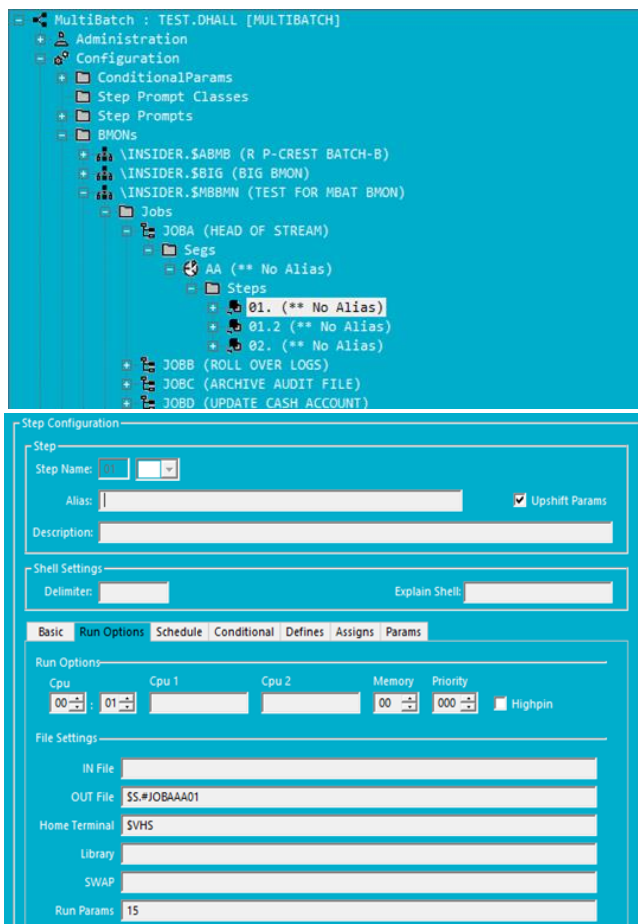 MultiBatch : TEST.DHALL [MULTIBATCH]
Administration
Configuration
ConditionalParams
Step Prompt Classes
Step Prompts
BMONs
\INSIDER.$ABMB (R P-CREST BATCH-B)
\INSIDER.$BIG (BIG BMON)
\INSIDER.$MBBMN (TEST FOR MBAT BMON)
Jobs
JOBA (HEAD OF STREAM)
Segs
AA (** No Alias)
Steps
01. (** No Alias)
01.2 (** No Alias)
02. (** No Alias)
JOBB (ROLL OVER LOGS)
JOBC (ARCHIVE AUDIT FILE)
JOBD (UPDATE CASH ACCOUNT)
Step Configuration
Step
Step Name: 01
Alias: Upshift Params
Description:
Shell Settings
Delimiter: Explain Shell:
Basic Run Options Schedule Conditional Defines Assigns Params
Run Options
Cpu Cpu 1 Cpu 2 Memory Priority
00 : 01 00 000 Highpin
File Settings
IN File
OUT File $S.#JOBAAA01
Home Terminal $VHS
Library
SWAP
Run Params 15